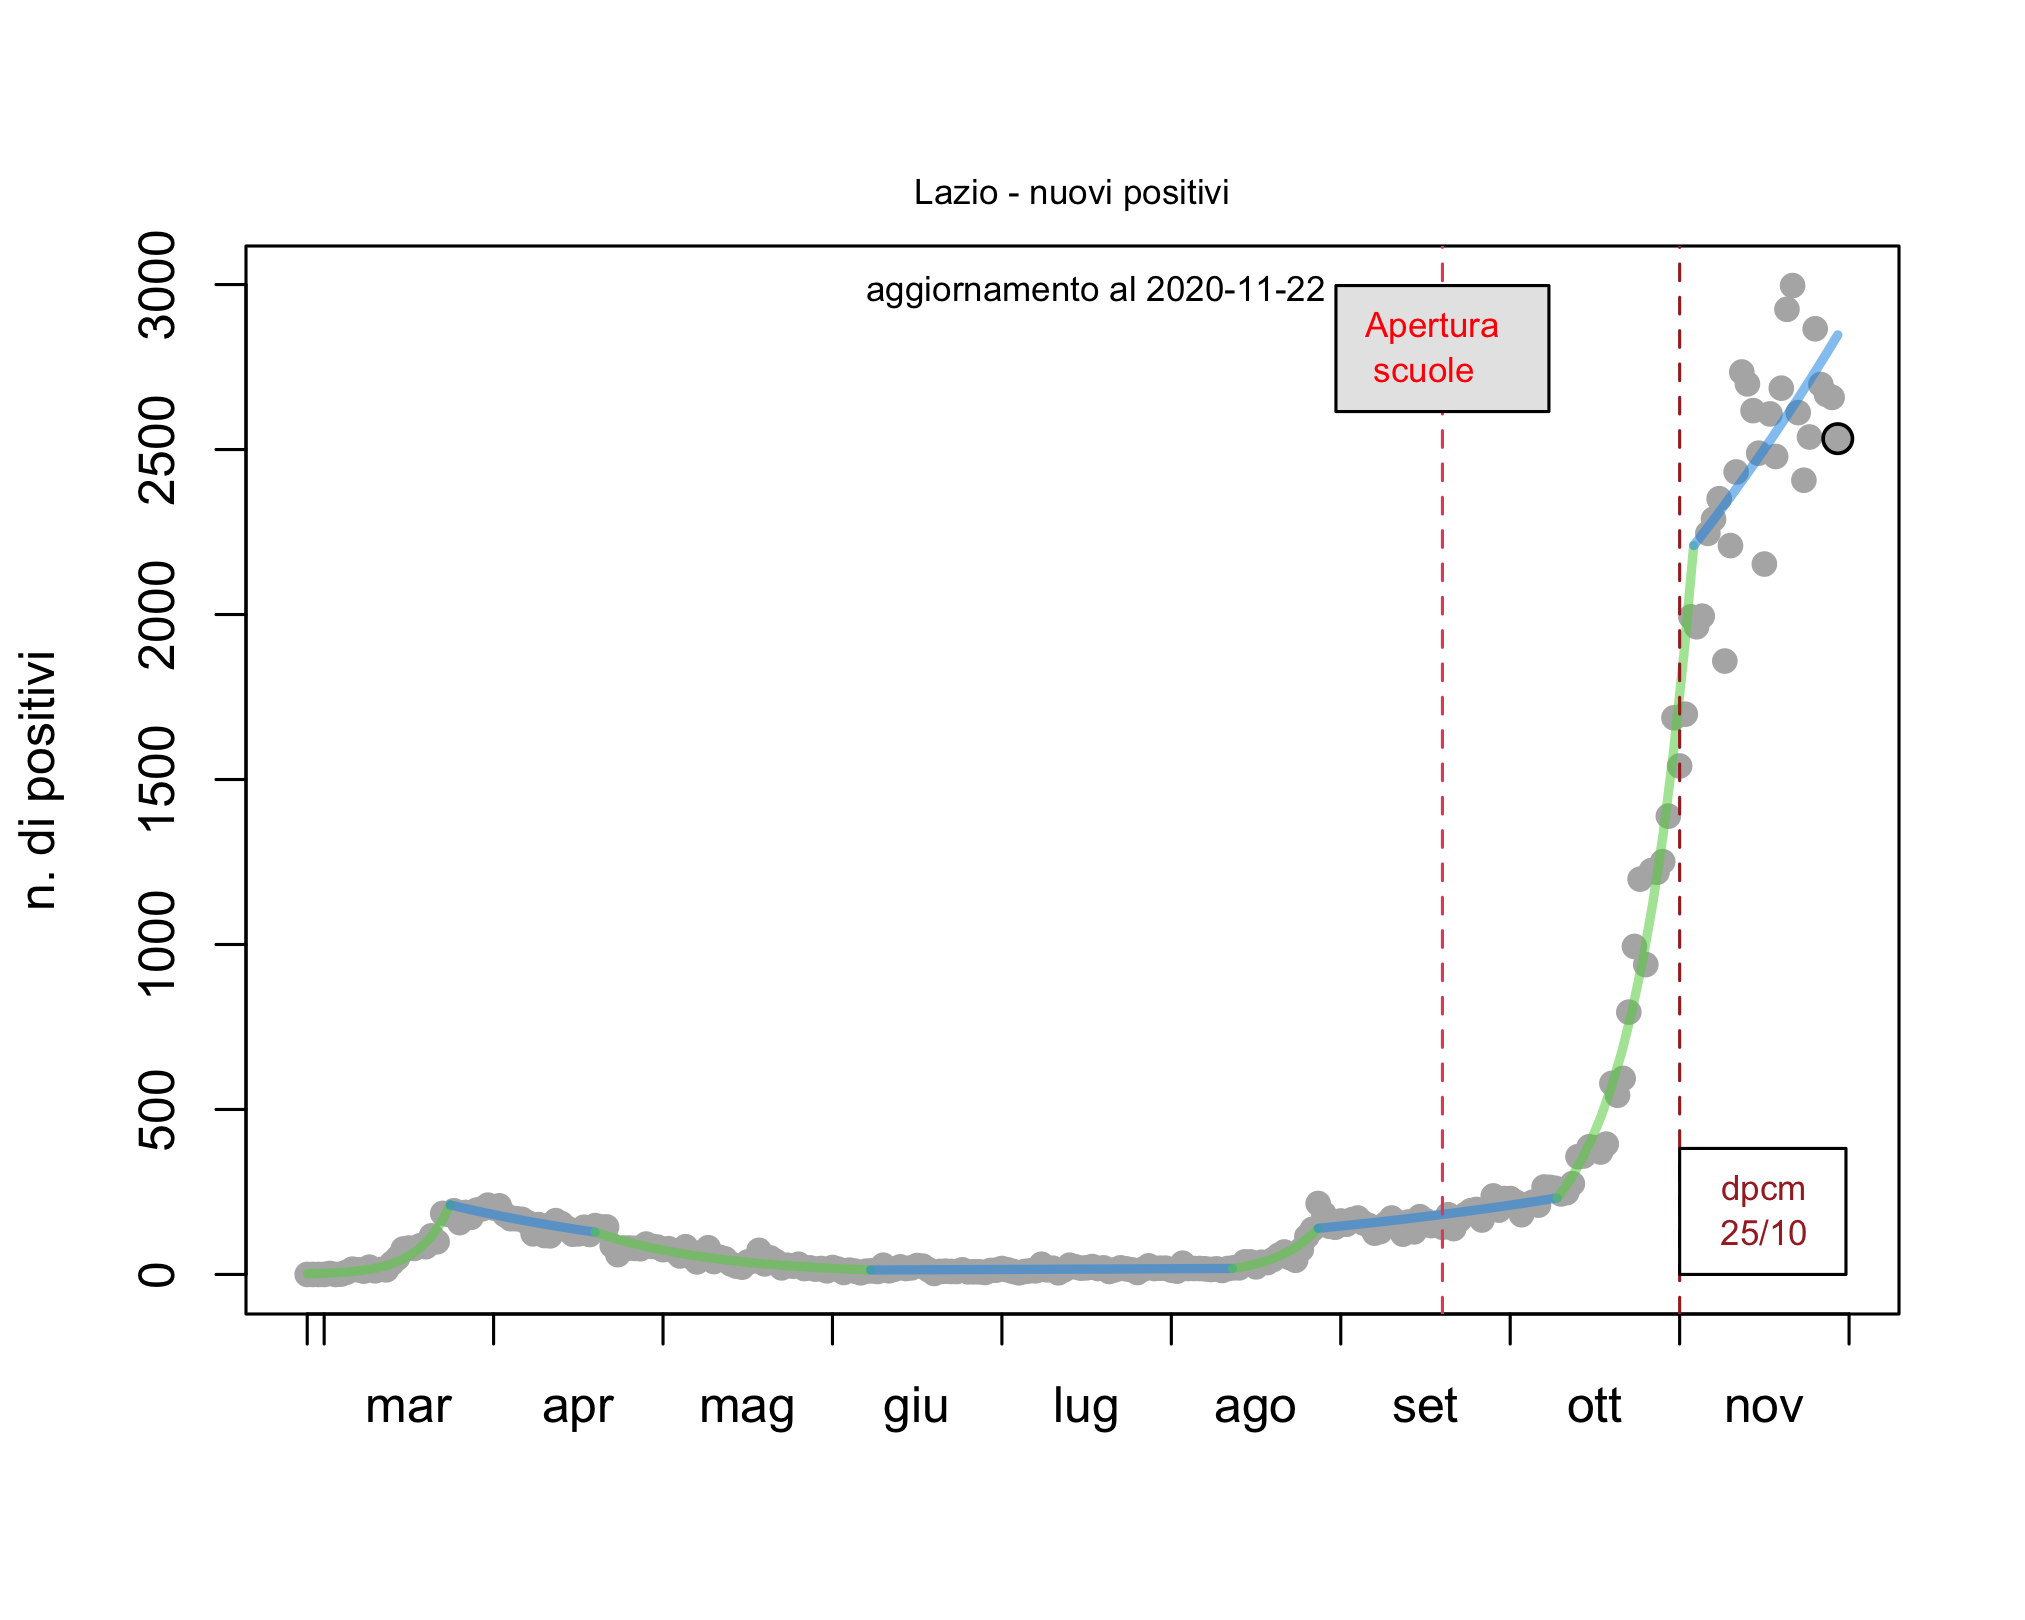 Lazio - nuovi positivi
aggiornamento al 2020-11-22
Apertura
scuole
n. di positivi
3000
2500
2000
1500
1000
500
0
dpcm
25/10
mar apr mag giu lug ago set ott nov